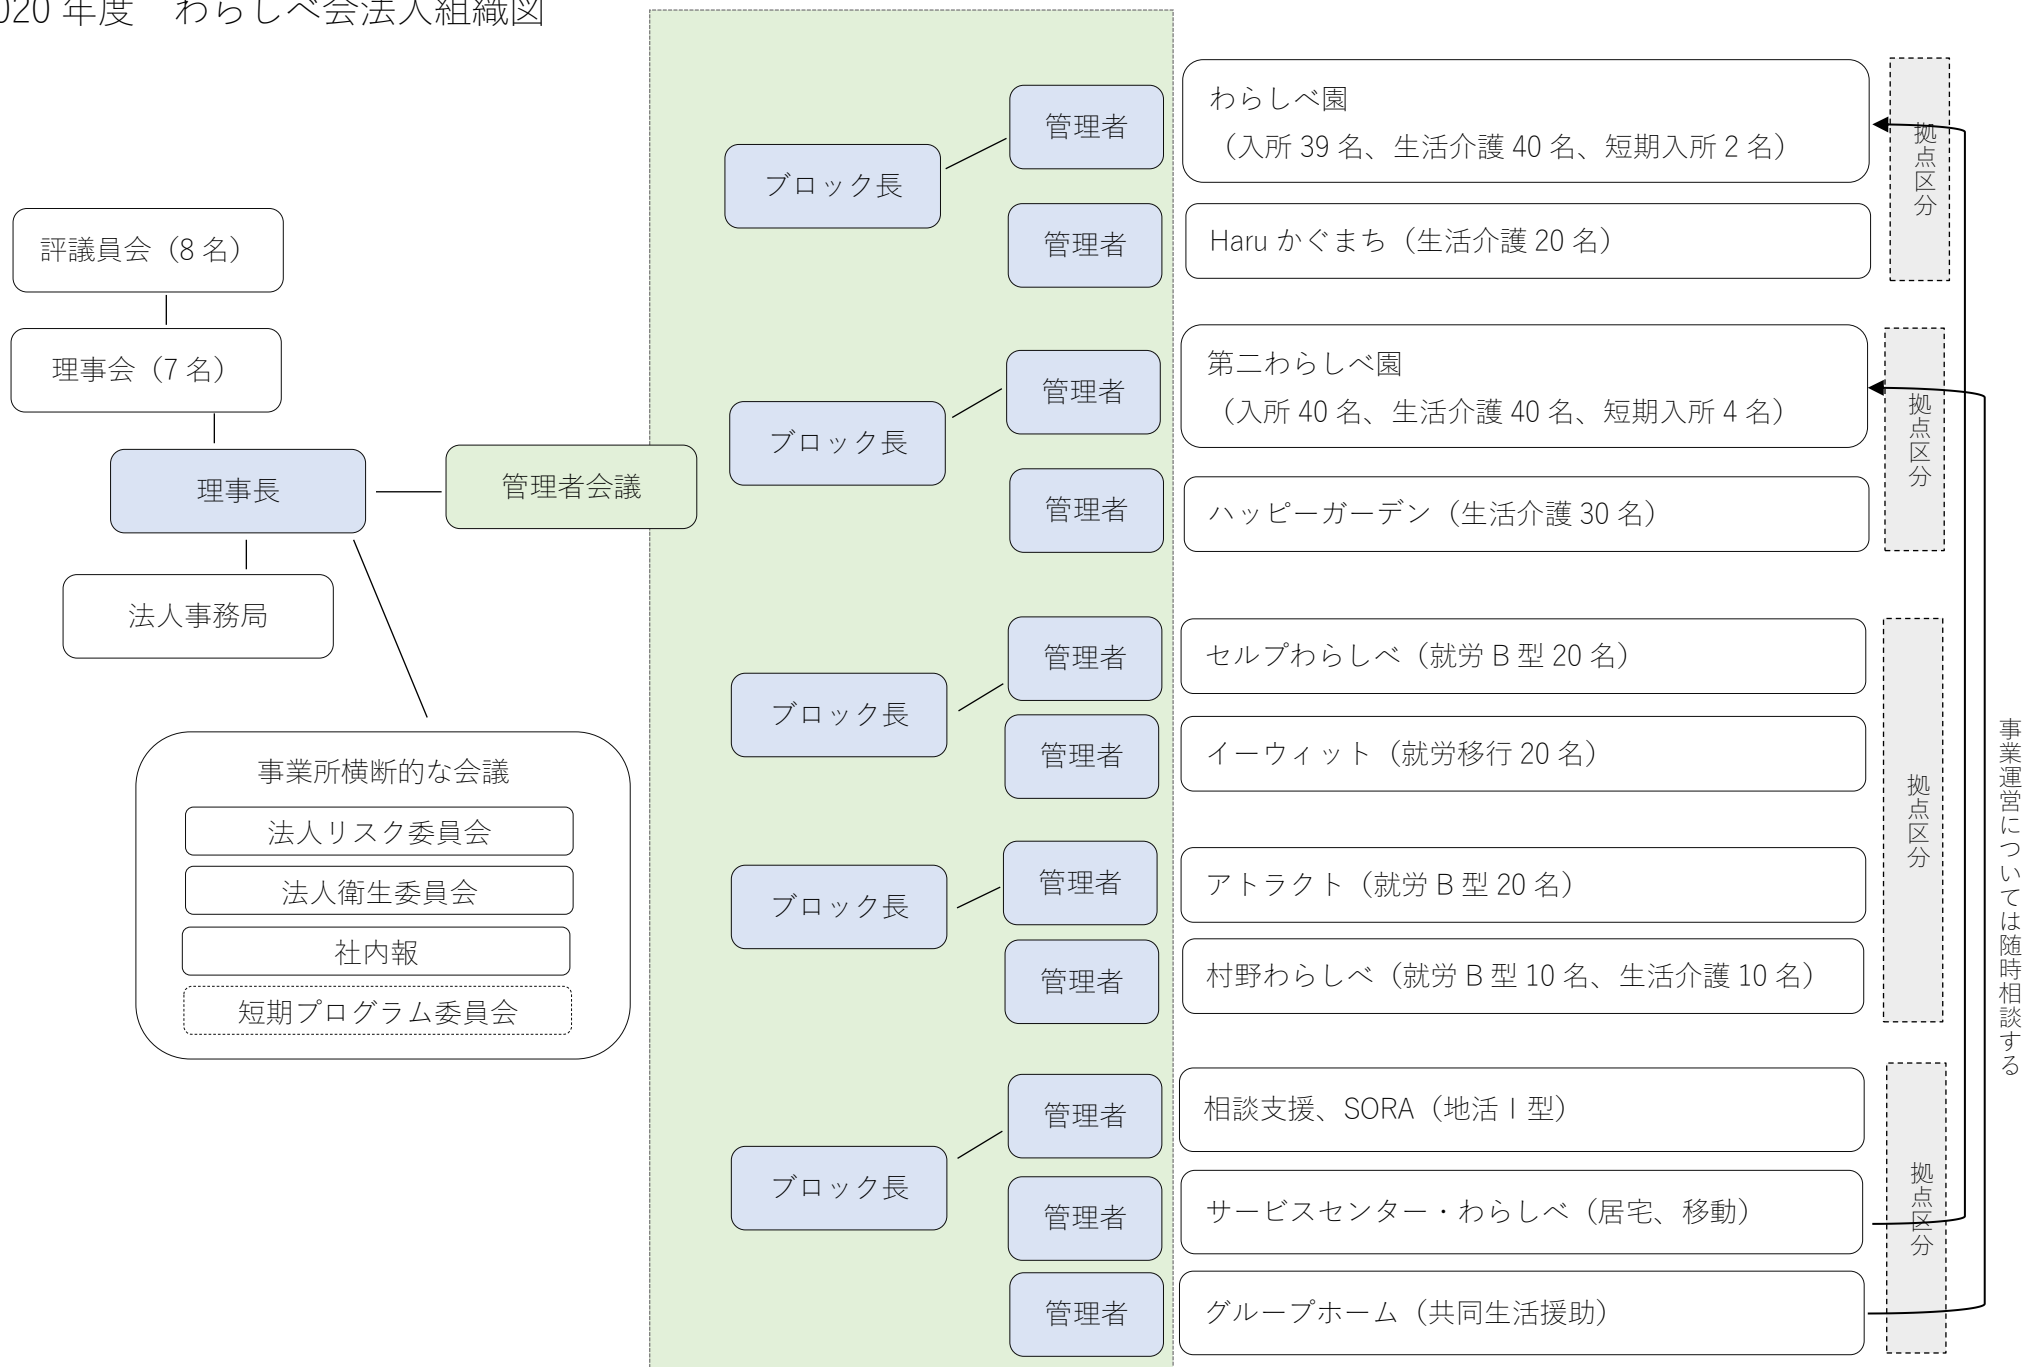 020 年度　わらしべ会法人組織図
評議員会（8 名）
理事会（7 名）
理事長
管理者会議
法人事務局
事業所横断的な会議
法人リスク委員会
法人衛生委員会
社内報
短期プログラム委員会
ブロック長
管理者
わらしべ園
（入所 39 名、生活介護 40 名、短期入所 2 名）
管理者
Haru かぐまち（生活介護 20 名）
拠点区分
ブロック長
管理者
第二わらしべ園
（入所 40 名、生活介護 40 名、短期入所 4 名）
管理者
ハッピーガーデン（生活介護 30 名）
拠点区分
ブロック長
管理者
セルプわらしべ（就労 B 型 20 名）
管理者
イーウィット（就労移行 20 名）
ブロック長
管理者
アトラクト（就労 B 型 20 名）
管理者
村野わらしべ（就労 B 型 10 名、生活介護 10 名）
拠点区分
ブロック長
管理者
相談支援、SORA（地活Ⅰ型）
管理者
サービスセンター・わらしべ（居宅、移動）
管理者
グループホーム（共同生活援助）
拠点区分
事業運営については随時相談する